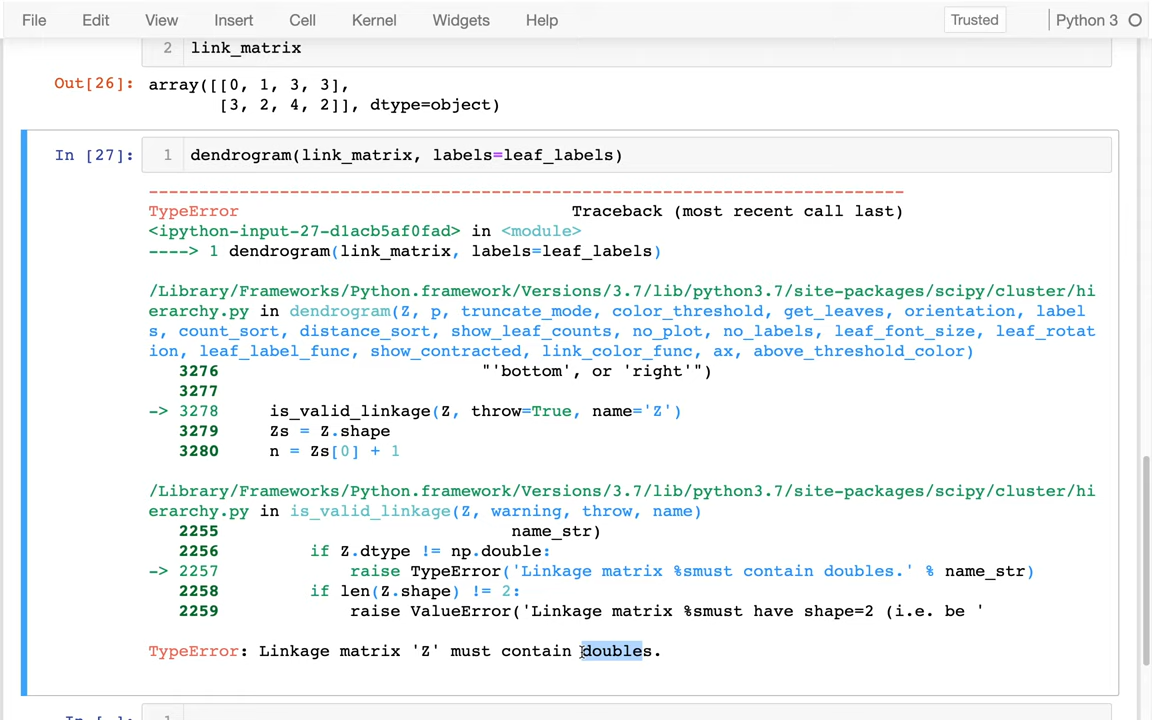 File Edit View Insert Cell Kernel Widgets Help Trusted Python 3
2 link_matrix
Out[26]: array([[0, 1, 3, 3],
[3, 2, 4, 2]], dtype=object)
In [27]: 1 dendrogram(link_matrix, labels=leaf_labels)
---------------------------------------------------------------------------
TypeError Traceback (most recent call last)
<ipython-input-27-d1acb5af0fad> in <module>
----> 1 dendrogram(link_matrix, labels=leaf_labels)
/Library/Frameworks/Python.framework/Versions/3.7/lib/python3.7/site-packages/scipy/cluster/hi
erarchy.py in dendrogram(Z, p, truncate_mode, color_threshold, get_leaves, orientation, label
s, count_sort, distance_sort, show_leaf_counts, no_plot, no_labels, leaf_font_size, leaf_rotat
ion, leaf_label_func, show_contracted, link_color_func, ax, above_threshold_color)
3276 "'bottom', or 'right'")
3277
-> 3278 is_valid_linkage(Z, throw=True, name='Z')
3279 Zs = Z.shape
3280 n = Zs[0] + 1
/Library/Frameworks/Python.framework/Versions/3.7/lib/python3.7/site-packages/scipy/cluster/hi
erarchy.py in is_valid_linkage(Z, warning, throw, name)
2255 name_str)
2256 if Z.dtype != np.double:
-> 2257 raise TypeError('Linkage matrix %smust contain doubles.' % name_str)
2258 if len(Z.shape) != 2:
2259 raise ValueError('Linkage matrix %smust have shape=2 (i.e. be '
TypeError: Linkage matrix 'Z' must contain doubles.